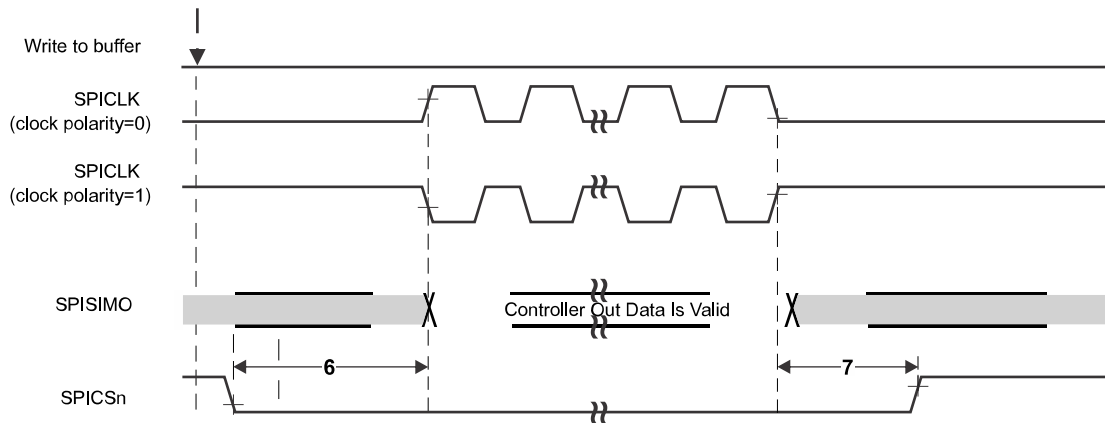 Write to buffer
SPICLK
(clock polarity=0)
SPICLK
(clock polarity=1)
SPISIMO
Controller Out Data Is Valid
6
7
SPICSn